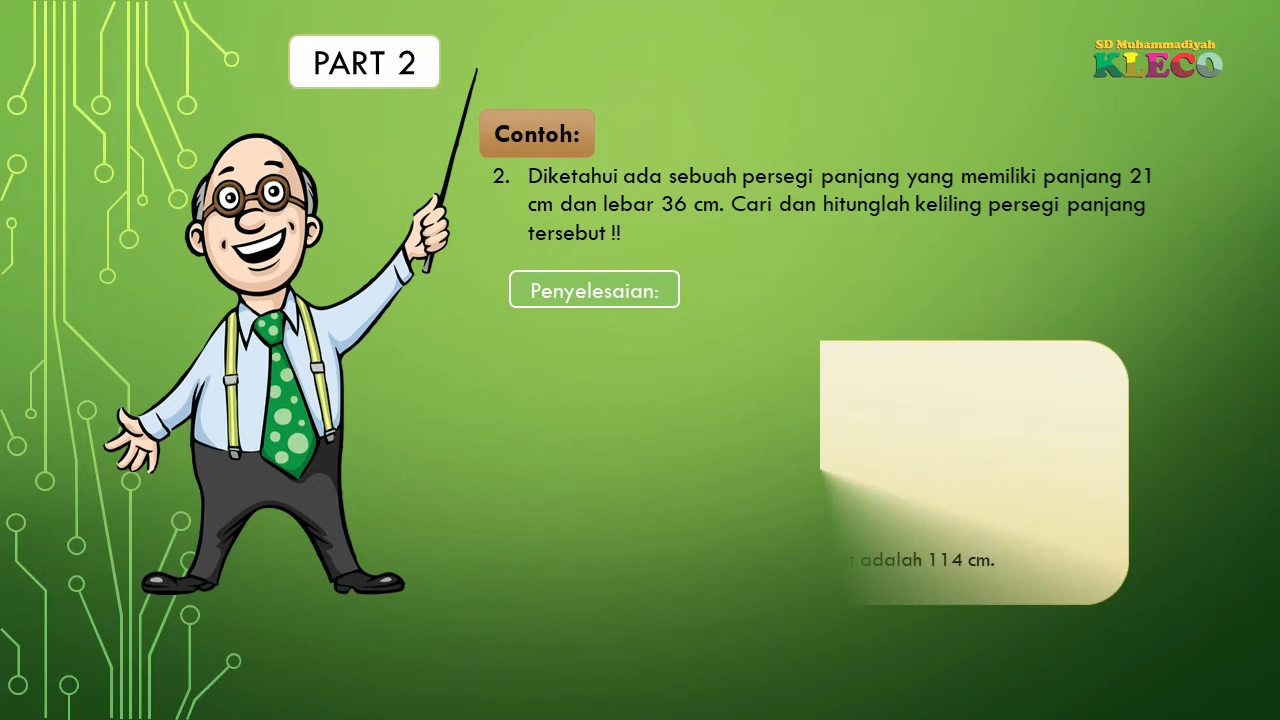 PART 2
SD Muhammadiyah
KLECO
Contoh:
2. Diketahui ada sebuah persegi panjang yang memiliki panjang 21
cm dan lebar 36 cm. Cari dan hitunglah keliling persegi panjang
tersebut !!
Penyelesaian:
adalah 114 cm.